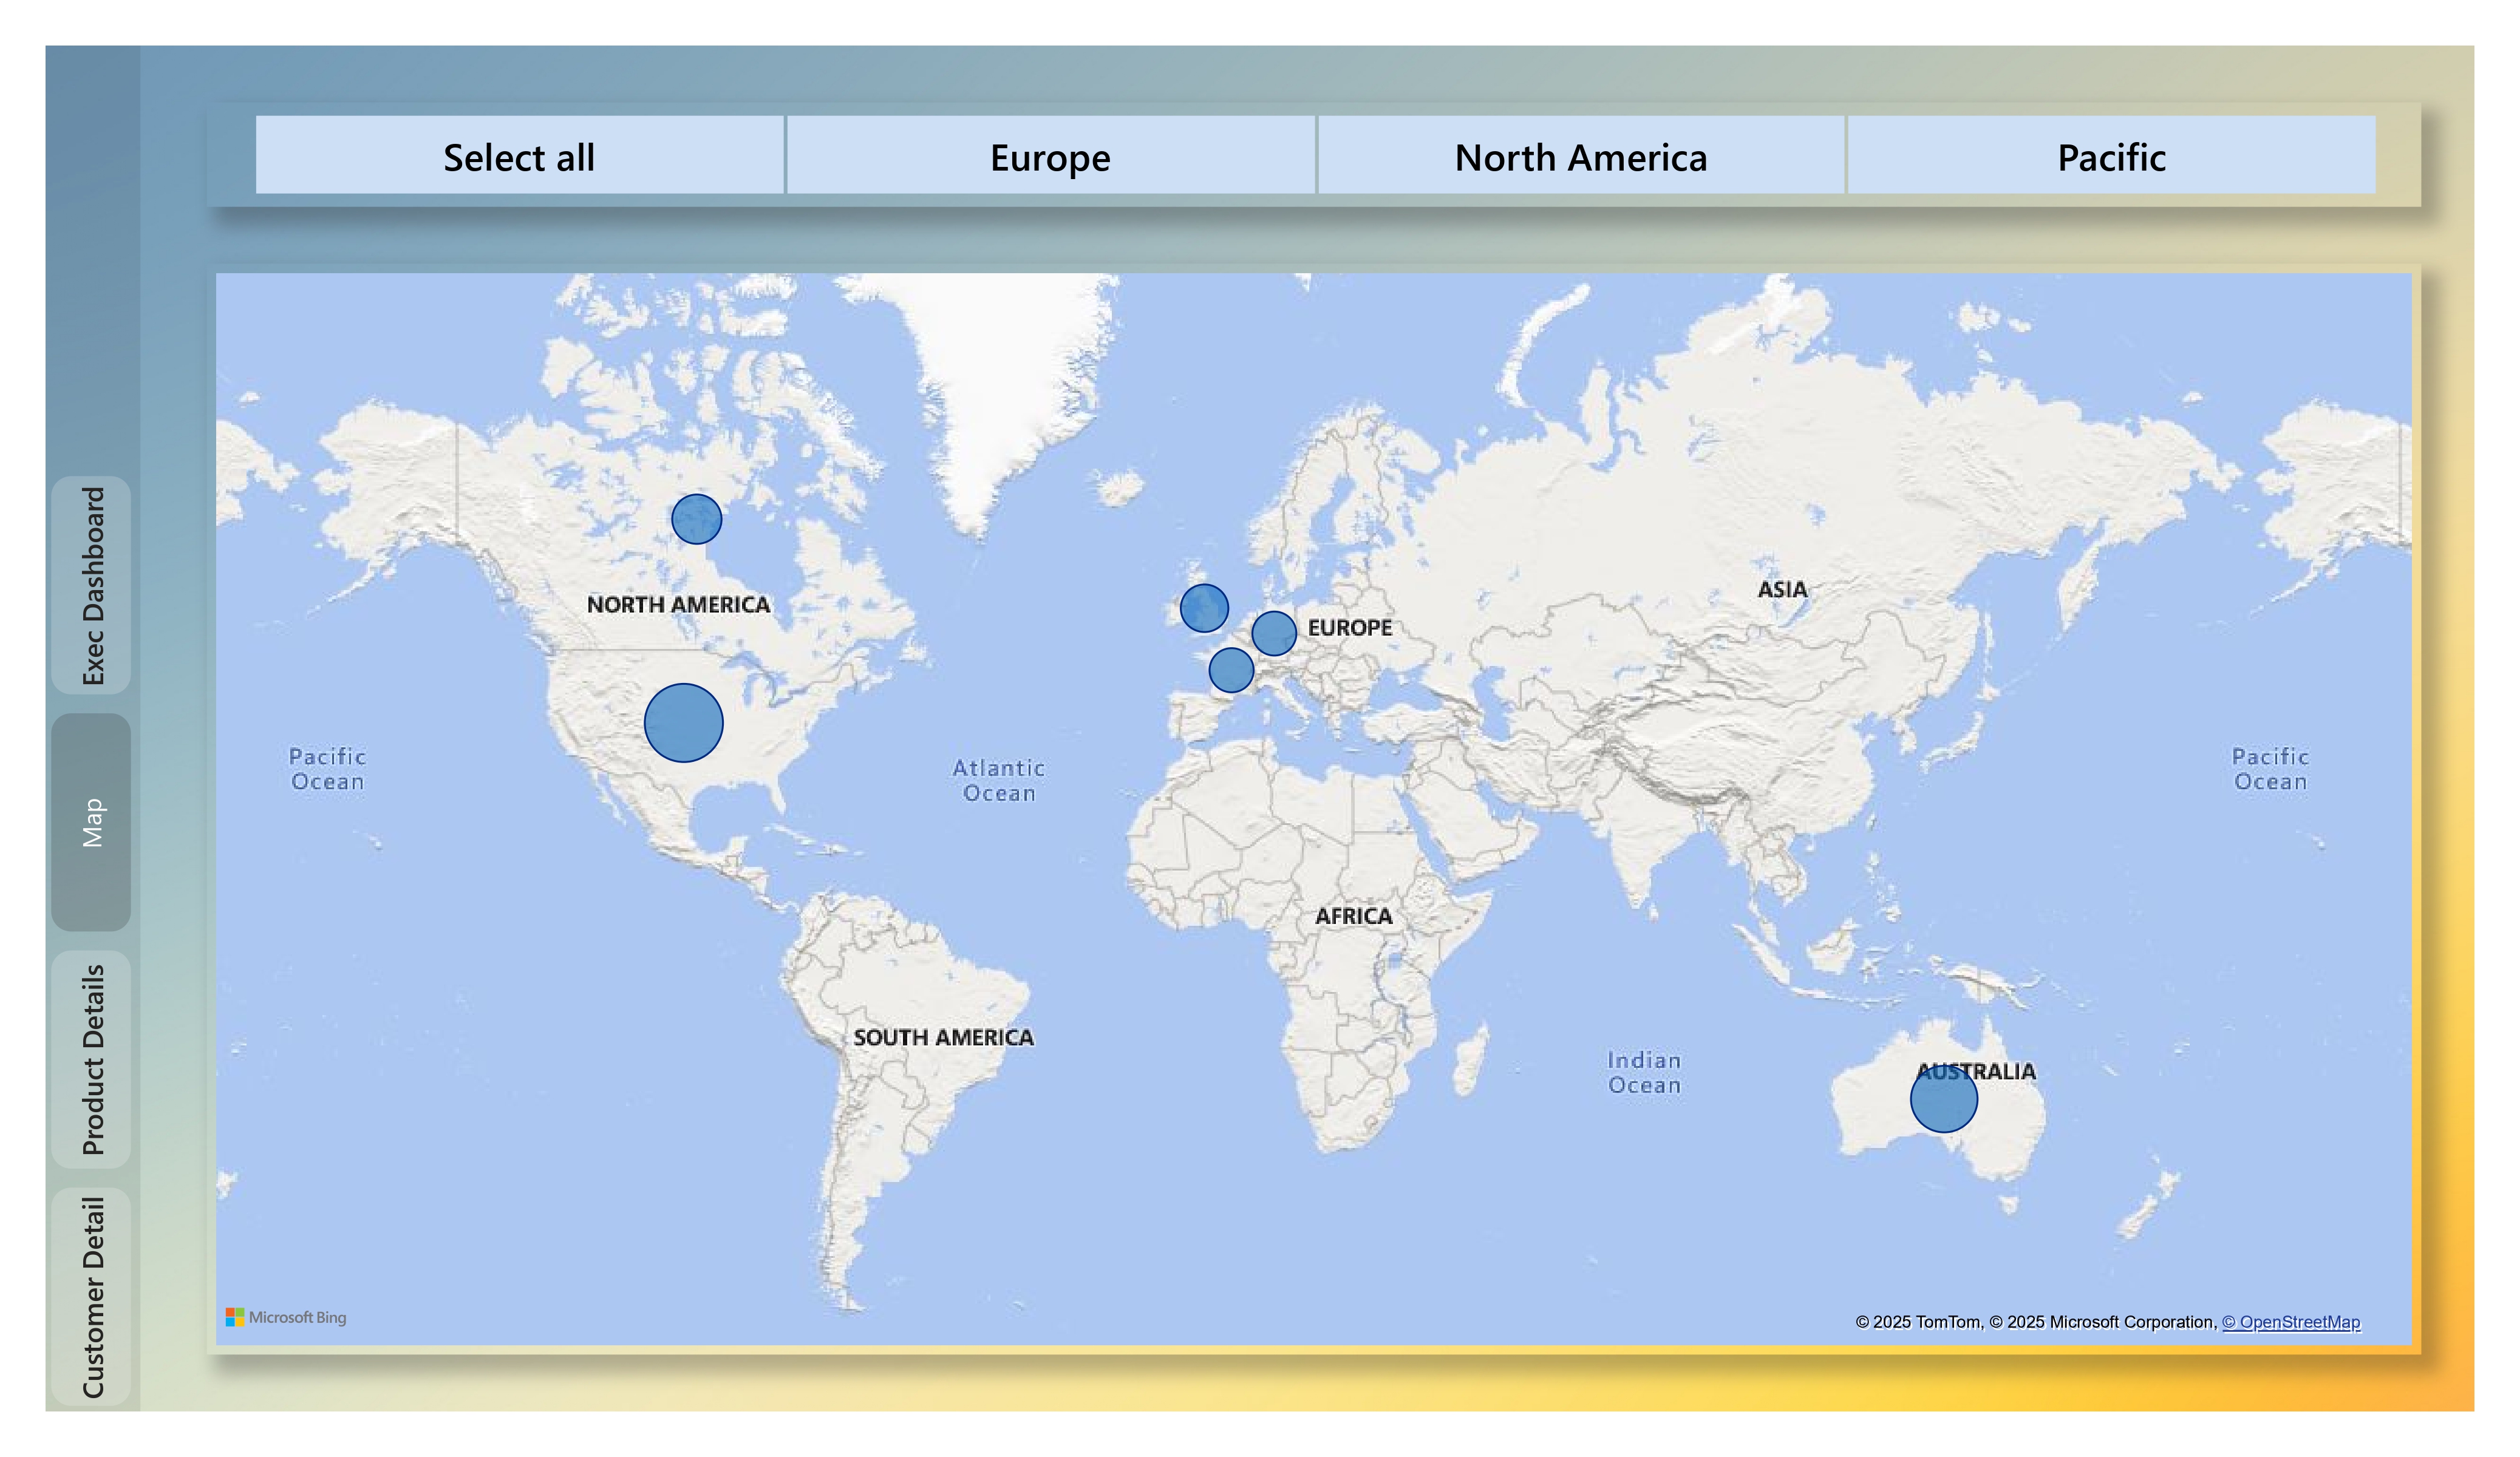 Select all
Europe
North America
Pacific
Exec Dashboard
Map
Product Details
Customer Detail
NORTH AMERICA
EUROPE
ASIA
Pacific
Ocean
Atlantic
Ocean
Pacific
Ocean
AFRICA
SOUTH AMERICA
Indian
Ocean
AUSTRALIA
Microsoft Bing
© 2025 TomTom, © 2025 Microsoft Corporation, © OpenStreetMap